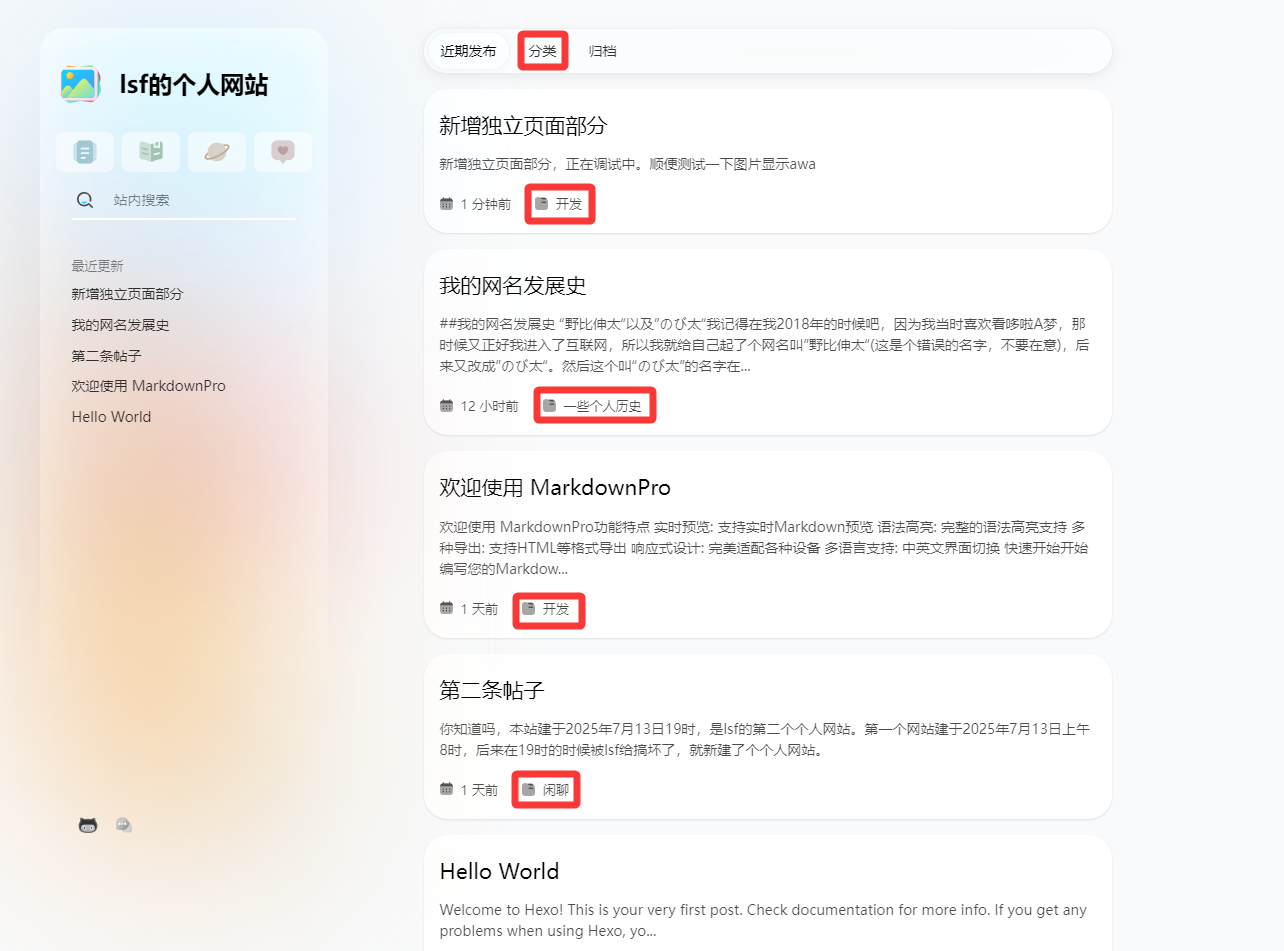 lsf的个人网站
站内搜索
最近更新
新增独立页面部分
我的网名发展史
第二条帖子
欢迎使用 MarkdownPro
Hello World
近期发布 分类 归档
新增独立页面部分
新增独立页面部分，正在调试中。顺便测试一下图片显示awa
1 分钟前 开发
我的网名发展史
##我的网名发展史 “野比伸太“以及”のび太“我记得在我2018年的时候吧，因为我当时喜欢看哆啦A梦，那
时候又正好我进入了互联网，所以我就给自己起了个网名叫”野比伸太“(这是个错误的名字，不要在意)，后
来又改成”のび太“。然后这个叫“のび太”的名字在...
12 小时前 一些个人历史
欢迎使用 MarkdownPro
欢迎使用 MarkdownPro功能特点 实时预览: 支持实时Markdown预览 语法高亮: 完整的语法高亮支持 多
种导出: 支持HTML等格式导出 响应式设计: 完美适配各种设备 多语言支持: 中英文界面切换 快速开始开始
编写您的Markdow...
1 天前 开发
第二条帖子
你知道吗，本站建于2025年7月13日19时，是lsf的第二个个人网站。第一个网站建于2025年7月13日上午
8时，后来在19时的时候被lsf给搞坏了，就新建了个个人网站。
1 天前 闲聊
Hello World
Welcome to Hexo! This is your very first post. Check documentation for more info. If you get any
problems when using Hexo, yo...